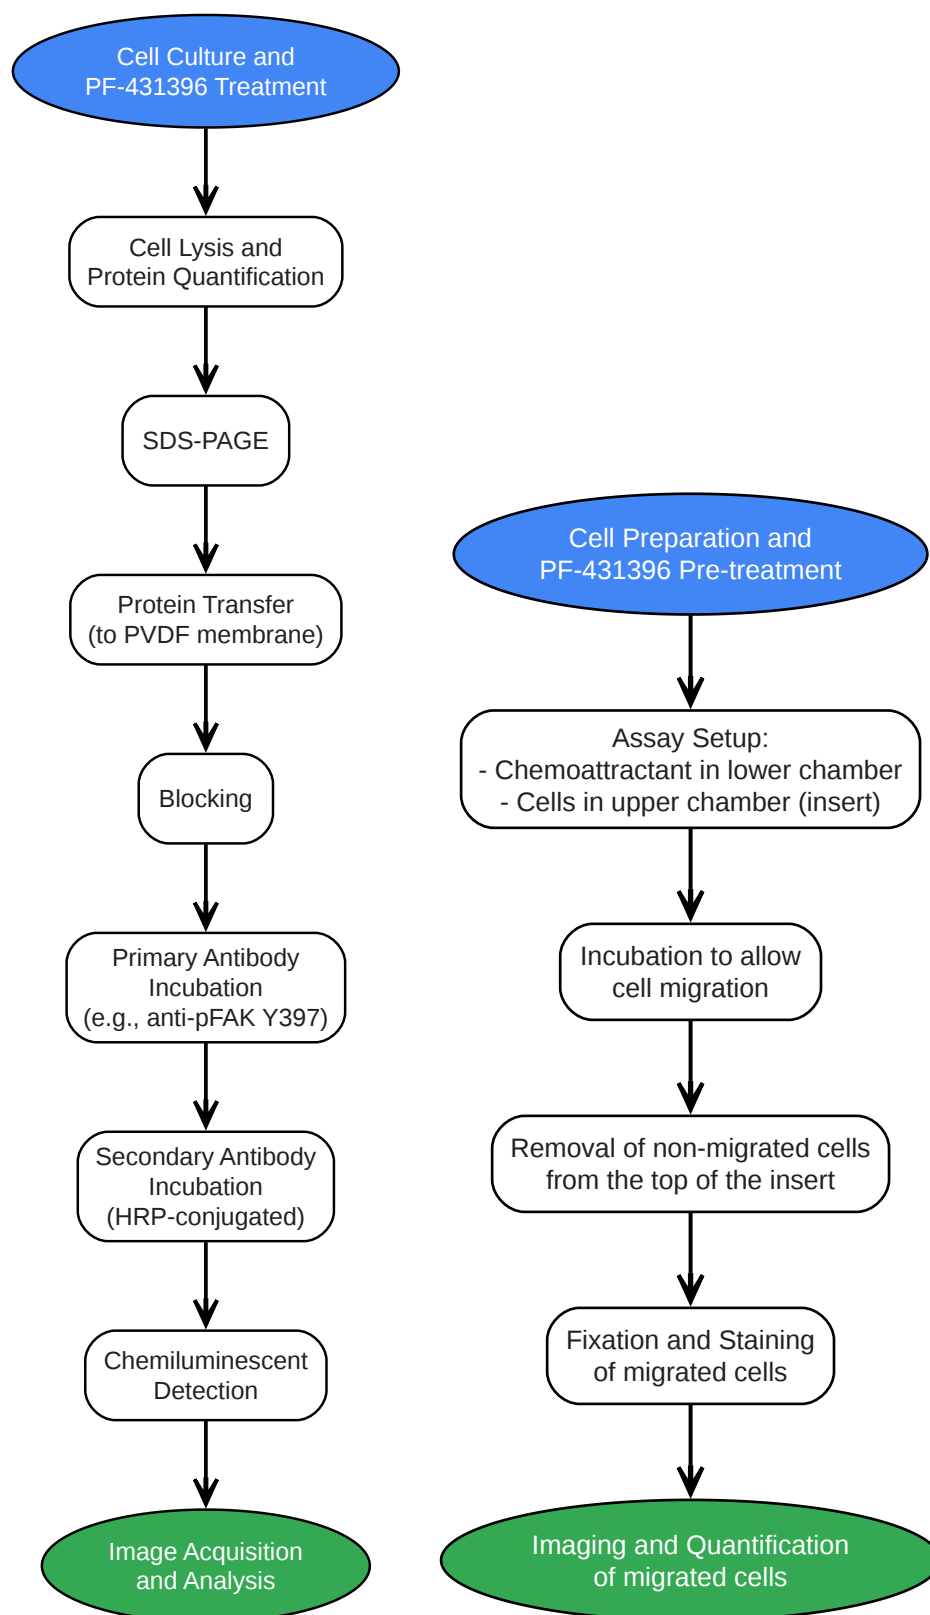 Cell Culture and
PF-431396 Treatment
Cell Lysis and
Protein Quantification
SDS-PAGE
Protein Transfer
(to PVDF membrane)
Blocking
Primary Antibody
Incubation
(e.g., anti-pFAK Y397)
Secondary Antibody
Incubation
(HRP-conjugated)
Chemiluminescent
Detection
Image Acquisition
and Analysis
Cell Preparation and
PF-431396 Pre-treatment
Assay Setup:
- Chemoattractant in lower chamber
- Cells in upper chamber (insert)
Incubation to allow
cell migration
Removal of non-migrated cells
from the top of the insert
Fixation and Staining
of migrated cells
Imaging and Quantification
of migrated cells